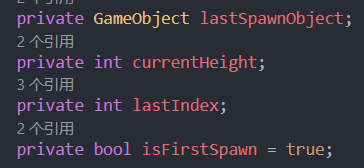 private GameObject lastSpawnObject;
2 个引用
private int currentHeight;
3 个引用
private int lastIndex;
2 个引用
private bool isFirstSpawn = true;